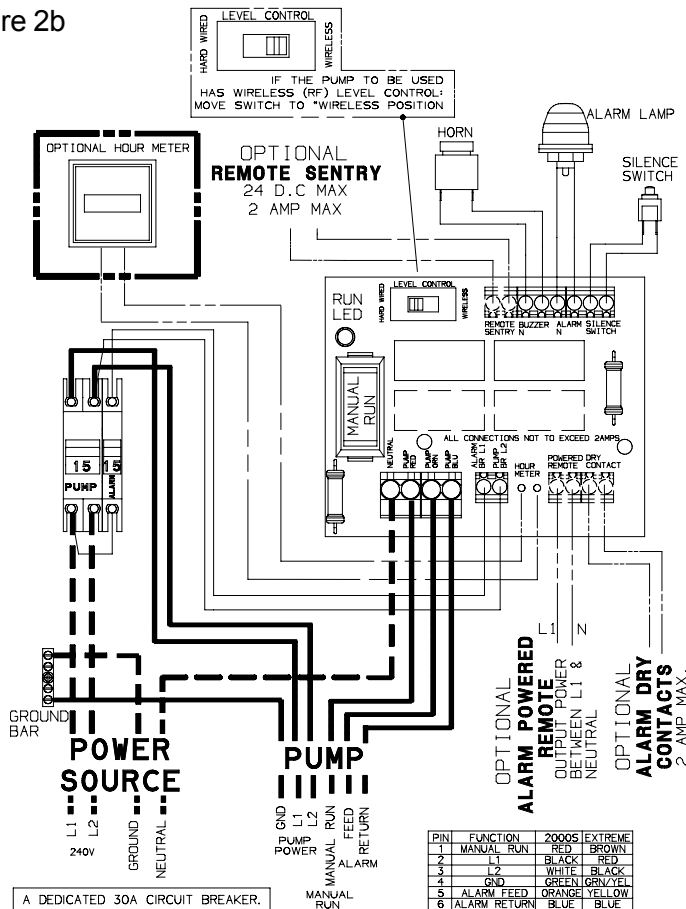 re 2b
LEVEL CONTROL
HARD WIRED
WIRELESS
IF THE PUMP TO BE USED
HAS WIRELESS (RF) LEVEL CONTROL:
MOVE SWITCH TO "WIRELESS POSITION
ALARM LAMP
HORN
OPTIONAL HOUR METER
OPTIONAL
REMOTE SENTRY
24 D.C MAX
2 AMP MAX
SILENCE
SWITCH
RUN
LED
LEVEL CONTROL
HARD WIRED
WIRELESS
REMOTE BUZZER ALARM SILENCE
SENTRY N N SWITCH
MANUAL
RUN
ALL CONNECTIONS NOT TO EXCEED 2AMPS
NEUTRAL
PUMP
RED
PUMP
ORN
PUMP
BLU
ALARM
BR L1
PUMP
BR L2
HOUR
METER
POWERED DRY
REMOTE CONTACT
15
15
PUMP
ALARM
L1 N
GROUND
BAR
POWER
SOURCE
L1
L2
240V
GROUND
NEUTRAL
PUMP
GND
L1
L2
PUMP
POWER
MANUAL RUN
FEED
RETURN
ALARM
MANUAL
RUN
OPTIONAL
ALARM POWERED
REMOTE
OUTPUT POWER
BETWEEN L1 &
NEUTRAL
OPTIONAL
ALARM DRY
CONTACTS
2 AMP MAX.
A DEDICATED 30A CIRCUIT BREAKER.
PIN FUNCTION 2000S EXTREME
1 MANUAL RUN RED BROWN
2 L1 BLACK RED
3 L2 WHITE BLACK
4 GND GREEN GRN/YEL
5 ALARM FEED ORANGE YELLOW
6 ALARM RETURN BLUE BLUE